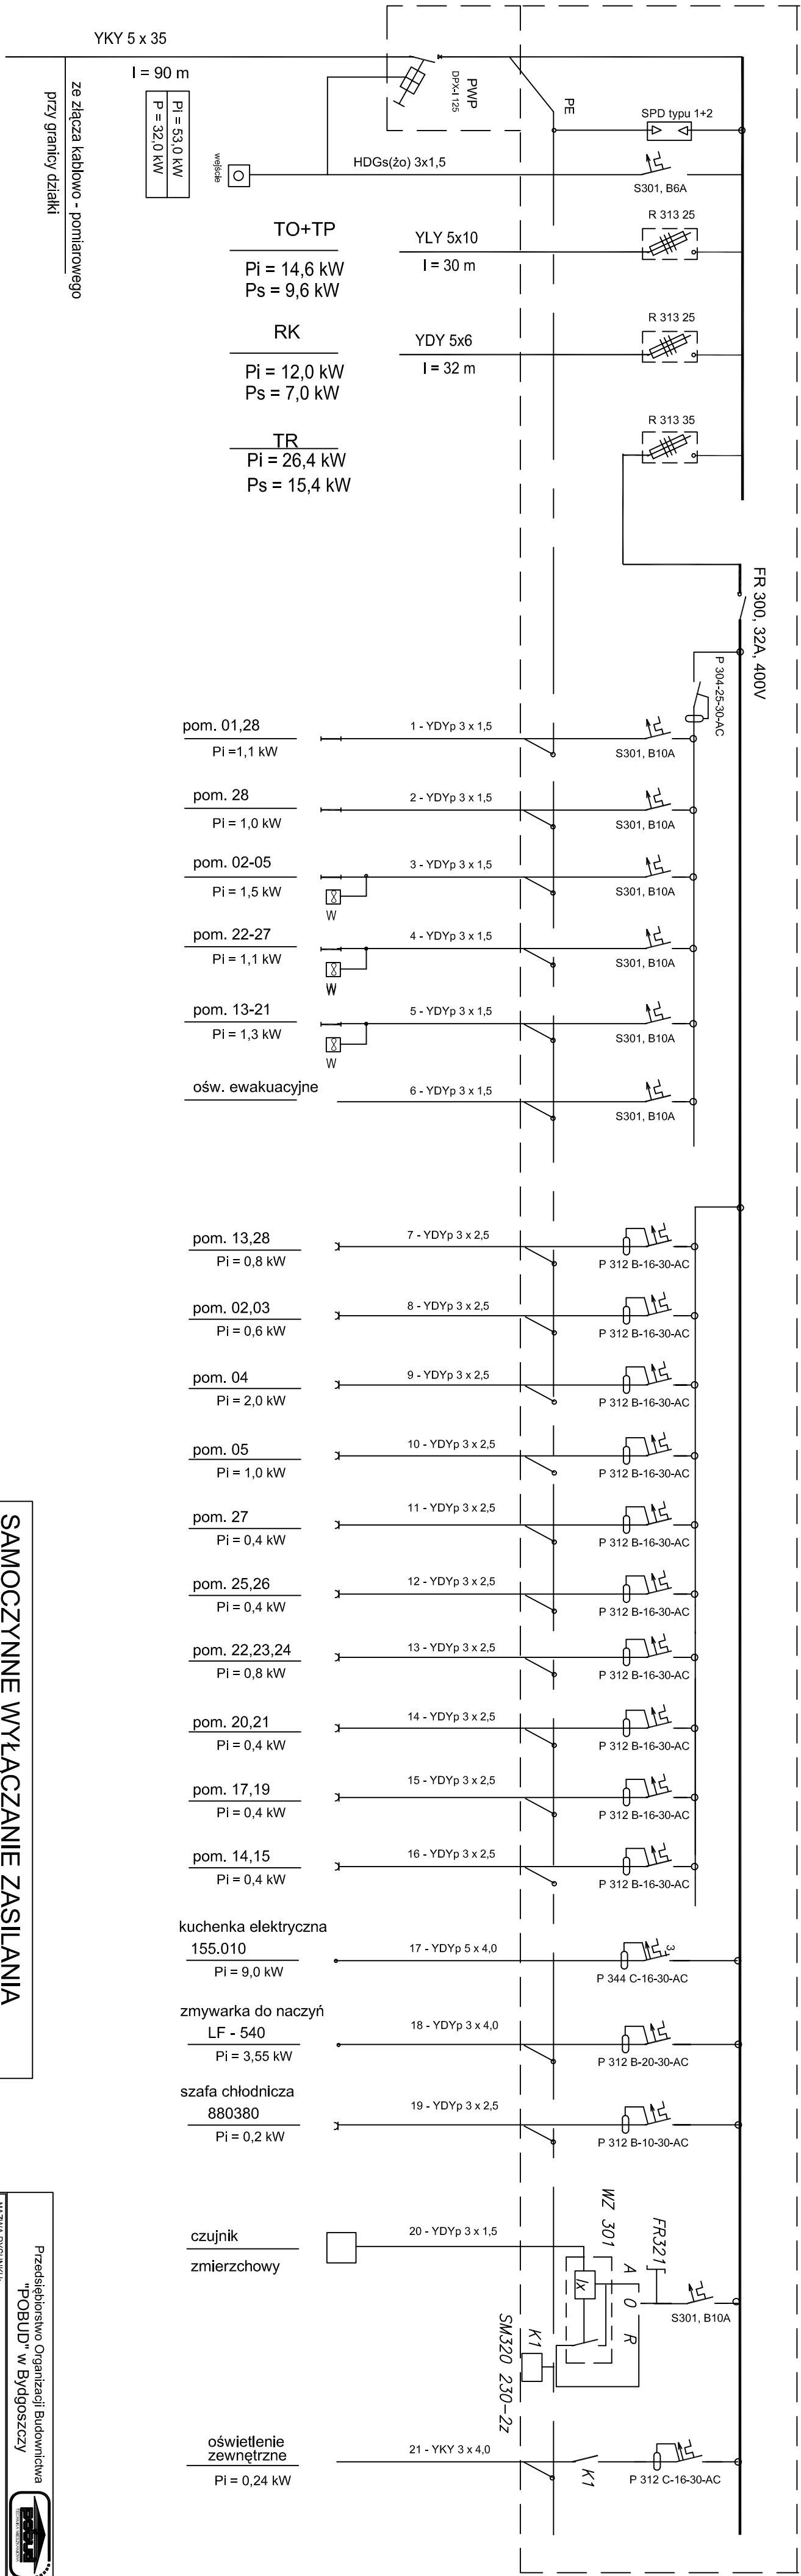 YKY 5 x 35
l = 90 m
Pi = 53,0 kW
P = 32,0 kW
ze złącza kablowo - pomiarowego
przy granicy działki
PWP
DPX-I 125
PE
SPD typu 1+2
wejście
HDGs(żo) 3x1,5
S301, B6A
R 313 25
TO+TP
YLY 5x10
Pi = 14,6 kW
l = 30 m
Ps = 9,6 kW
R 313 25
RK
YDY 5x6
Pi = 12,0 kW
l = 32 m
Ps = 7,0 kW
R 313 35
TR
Pi = 26,4 kW
Ps = 15,4 kW
FR 300, 32A, 400V
P 304-25-30-AC
pom. 01,28
1 - YDYp 3 x 1,5
Pi =1,1 kW
S301, B10A
pom. 28
2 - YDYp 3 x 1,5
Pi = 1,0 kW
S301, B10A
pom. 02-05
3 - YDYp 3 x 1,5
Pi = 1,5 kW
S301, B10A
W
pom. 22-27
4 - YDYp 3 x 1,5
Pi = 1,1 kW
S301, B10A
W
pom. 13-21
5 - YDYp 3 x 1,5
Pi = 1,3 kW
S301, B10A
W
ośw. ewakuacyjne
6 - YDYp 3 x 1,5
S301, B10A
pom. 13,28
7 - YDYp 3 x 2,5
Pi = 0,8 kW
P 312 B-16-30-AC
pom. 02,03
8 - YDYp 3 x 2,5
Pi = 0,6 kW
P 312 B-16-30-AC
pom. 04
9 - YDYp 3 x 2,5
Pi = 2,0 kW
P 312 B-16-30-AC
pom. 05
10 - YDYp 3 x 2,5
Pi = 1,0 kW
P 312 B-16-30-AC
pom. 27
11 - YDYp 3 x 2,5
Pi = 0,4 kW
P 312 B-16-30-AC
pom. 25,26
12 - YDYp 3 x 2,5
Pi = 0,4 kW
P 312 B-16-30-AC
pom. 22,23,24
13 - YDYp 3 x 2,5
Pi = 0,8 kW
P 312 B-16-30-AC
pom. 20,21
14 - YDYp 3 x 2,5
Pi = 0,4 kW
P 312 B-16-30-AC
pom. 17,19
15 - YDYp 3 x 2,5
Pi = 0,4 kW
P 312 B-16-30-AC
pom. 14,15
16 - YDYp 3 x 2,5
Pi = 0,4 kW
P 312 B-16-30-AC
kuchenka elektryczna
155.010
17 - YDYp 5 x 4,0
3
Pi = 9,0 kW
P 344 C-16-30-AC
zmywarka do naczyń
LF - 540
18 - YDYp 3 x 4,0
Pi = 3,55 kW
P 312 B-20-30-AC
szafa chłodnicza
880380
19 - YDYp 3 x 2,5
Pi = 0,2 kW
P 312 B-10-30-AC
czujnik
zmierzchowy
20 - YDYp 3 x 1,5
WZ 301
FR321
A O R
lx
S301, B10A
K1
SM320 230-2z
oświetlenie
zewnętrzne
21 - YKY 3 x 4,0
Pi = 0,24 kW
K1
P 312 C-16-30-AC
SAMOCZYNNE WYŁĄCZANIE ZASILANIA
Przedsiębiorstwo Organizacji Budownictwa
"POBUD" w Bydgoszczy
Pobud